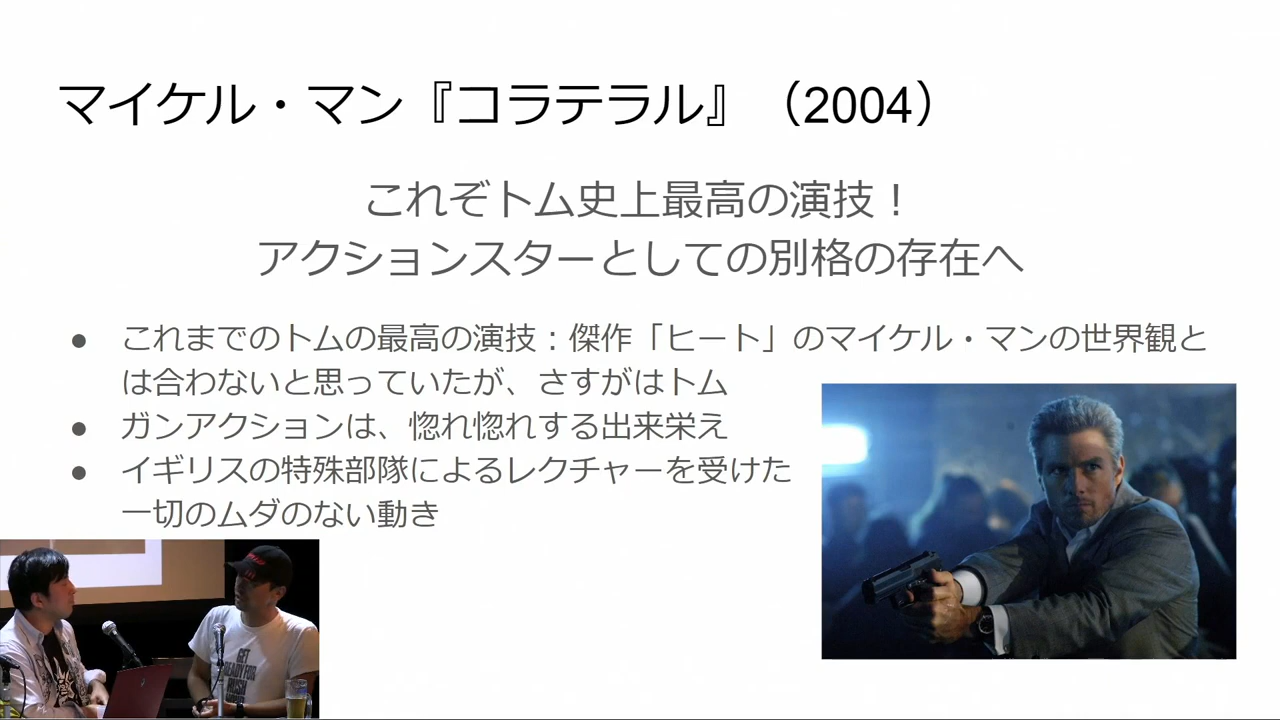 マイケル・マン『コラテラル』（2004）
これぞトム史上最高の演技！
アクションスターとしての別格の存在へ
● これまでのトムの最高の演技：傑作「ヒート」のマイケル・マンの世界観と
は合わないと思っていたが、さすがはトム
● ガンアクションは、惚れ惚れする出来栄え
● イギリスの特殊部隊によるレクチャーを受けた
一切のムダのない動き
GET
READY FOR